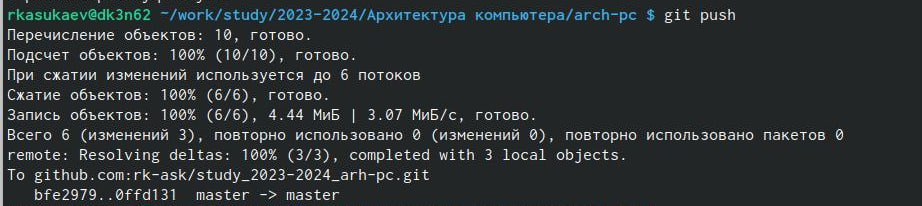 rkasukaev@dk3n62 ~/work/study/2023-2024/Архитектура компьютера/arch-pc $ git push
Перечисление объектов: 10, готово.
Подсчет объектов: 100% (10/10), готово.
При сжатии изменений используется до 6 потоков
Сжатие объектов: 100% (6/6), готово.
Запись объектов: 100% (6/6), 4.44 МиБ | 3.07 МиБ/с, готово.
Всего 6 (изменений 3), повторно использовано 0 (изменений 0), повторно использовано пакетов 0
remote: Resolving deltas: 100% (3/3), completed with 3 local objects.
To github.com:rk-ask/study_2023-2024_arh-pc.git
   bfe2979..0ffd131  master -> master